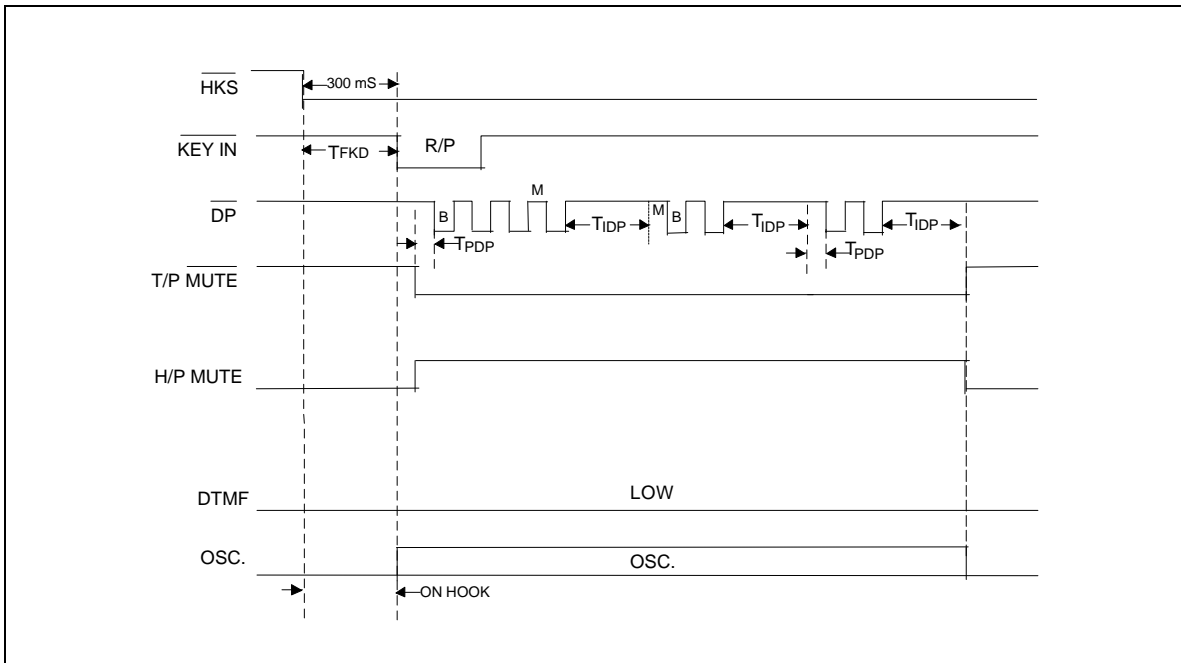 HKS
300 mS
KEY IN
TFKD
R/P
M
DP
B
TIDP
M
B
TIDP
TIDP
TPDP
TPDP
T/P MUTE
H/P MUTE
DTMF
LOW
OSC.
OSC.
ON HOOK